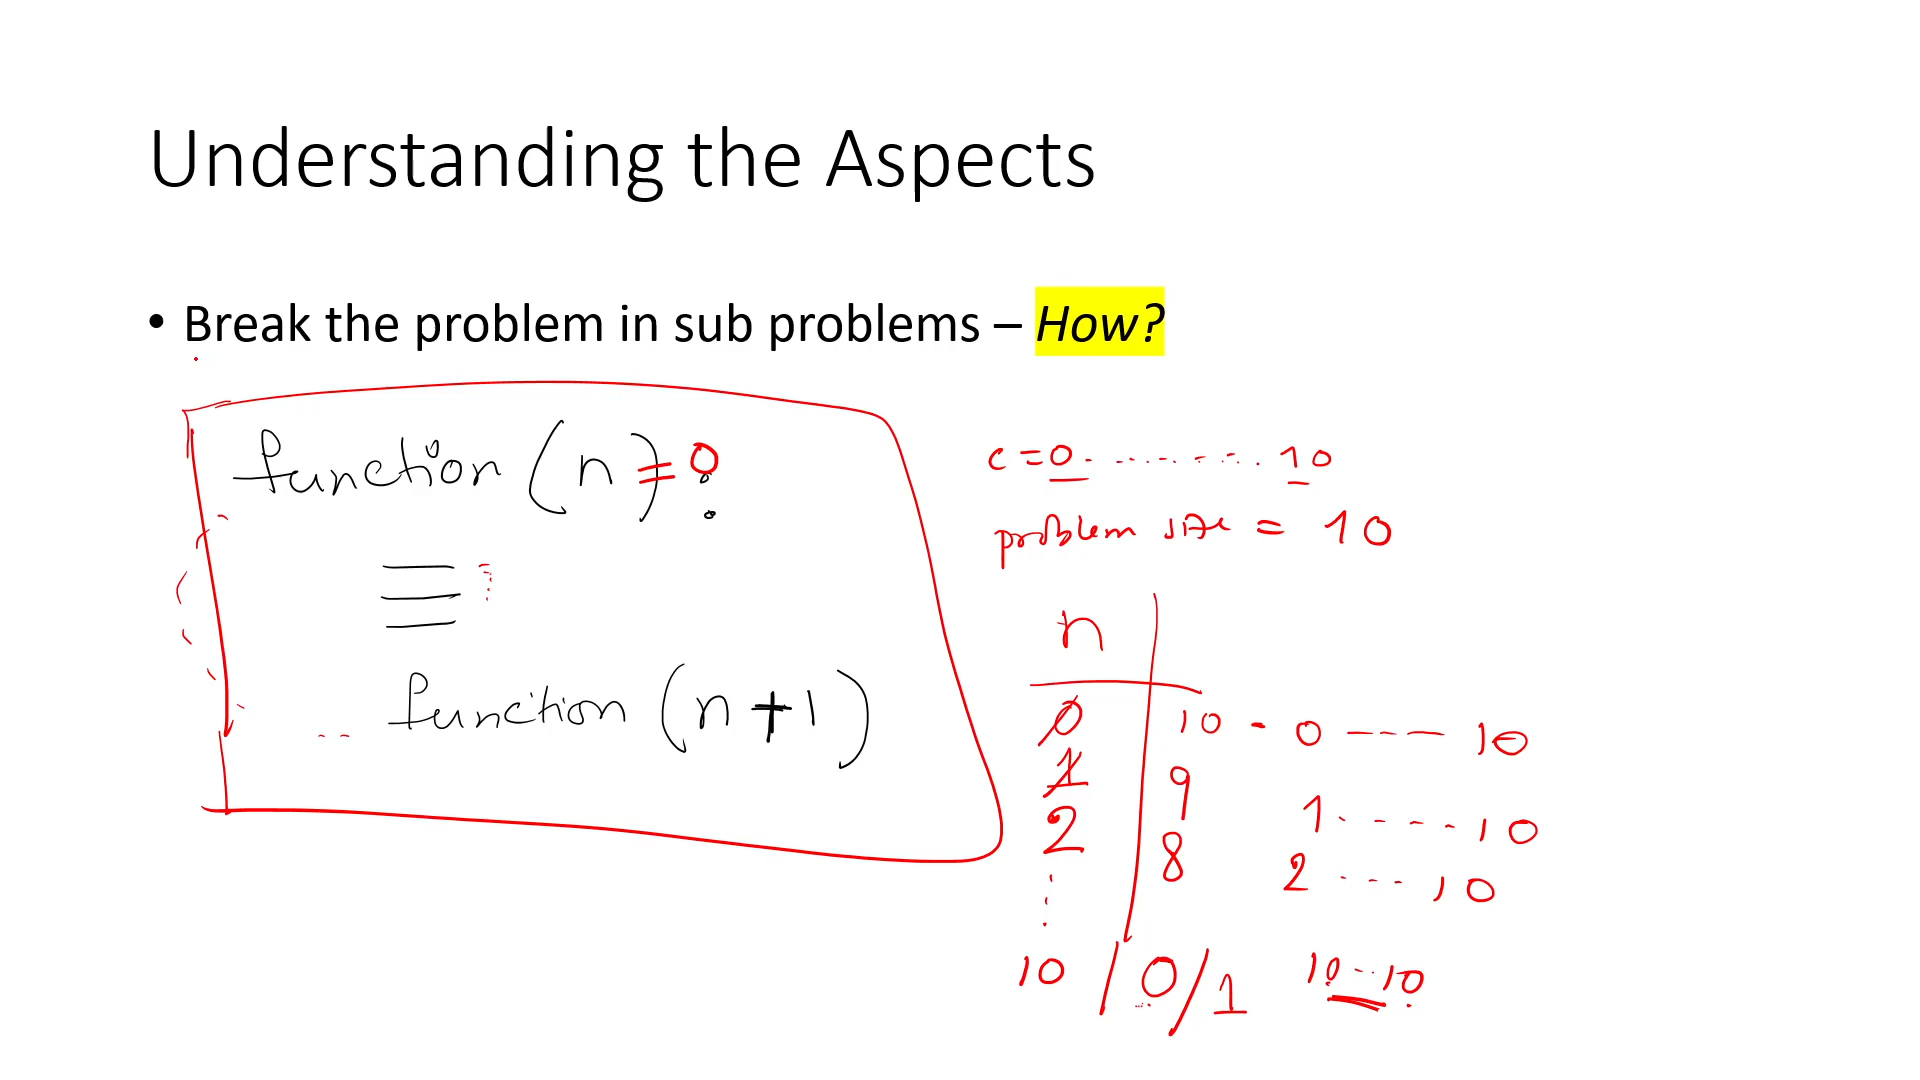 Understanding the Aspects
• Break the problem in sub problems – How?
function (n) = 0
function (n+1)
c = 0 ......... 10
problem size = 10
n
0 10 - 0 ----- 10
1 9 1 ..... 10
2 8 2 .... 10
10 / 0/1 10 ... 10